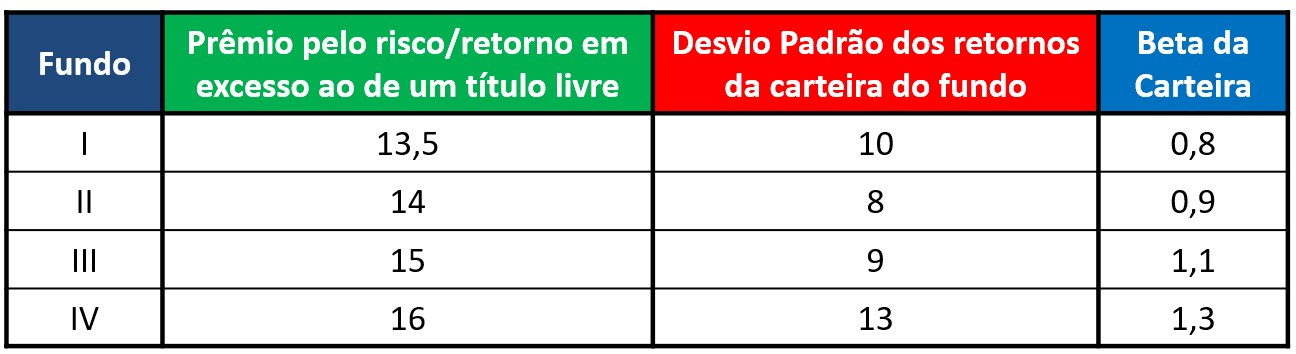 Fundo Prêmio pelo risco/retorno em excesso ao de um título livre Desvio Padrão dos retornos da carteira do fundo Beta da Carteira
I 13,5 10 0,8
II 14 8 0,9
III 15 9 1,1
IV 16 13 1,3